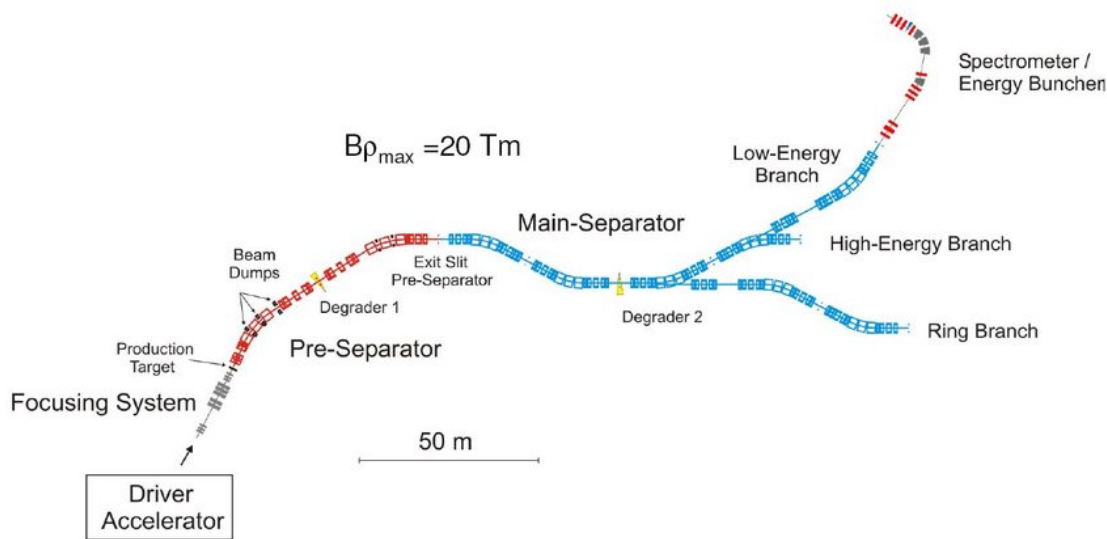 Spectrometer /
Energy Buncher
Bρmax =20 Tm
Low-Energy
Branch
Main-Separator
High-Energy Branch
Beam
Dumps
Exit Slit
Pre-Separator
Degrader 1
Degrader 2
Ring Branch
Production
Target
Pre-Separator
Focusing System
50 m
Driver
Accelerator